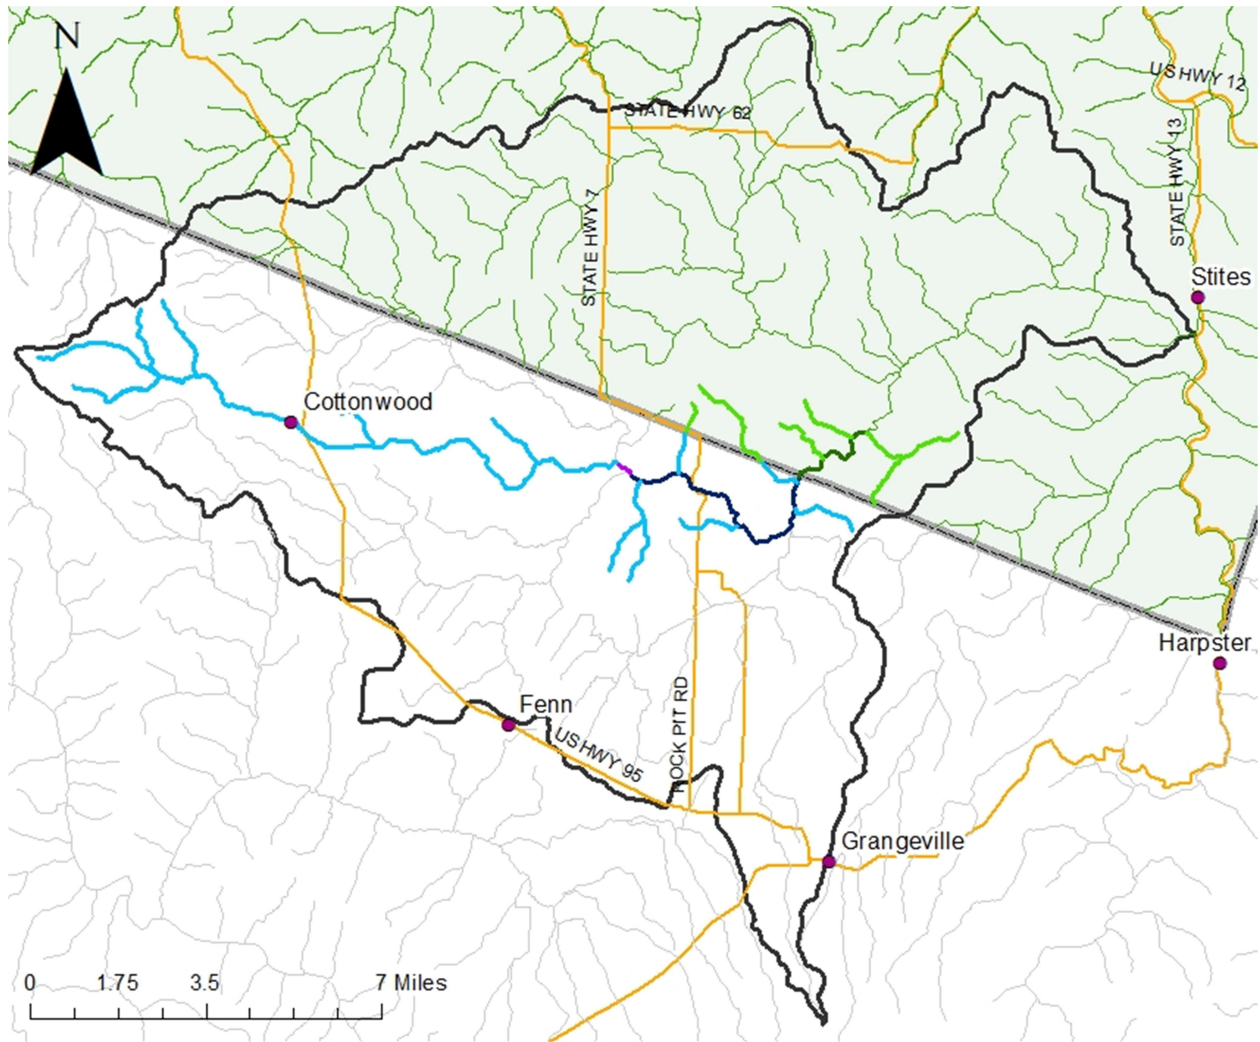 N
US HWY 12
STATE HWY 62
STATE HWY 13
STATE HWY 7
Stites
Cottonwood
Harpster
Fenn
ROCK PIT RD
US HWY 95
Grangeville
0 1.75 3.5 7 Miles